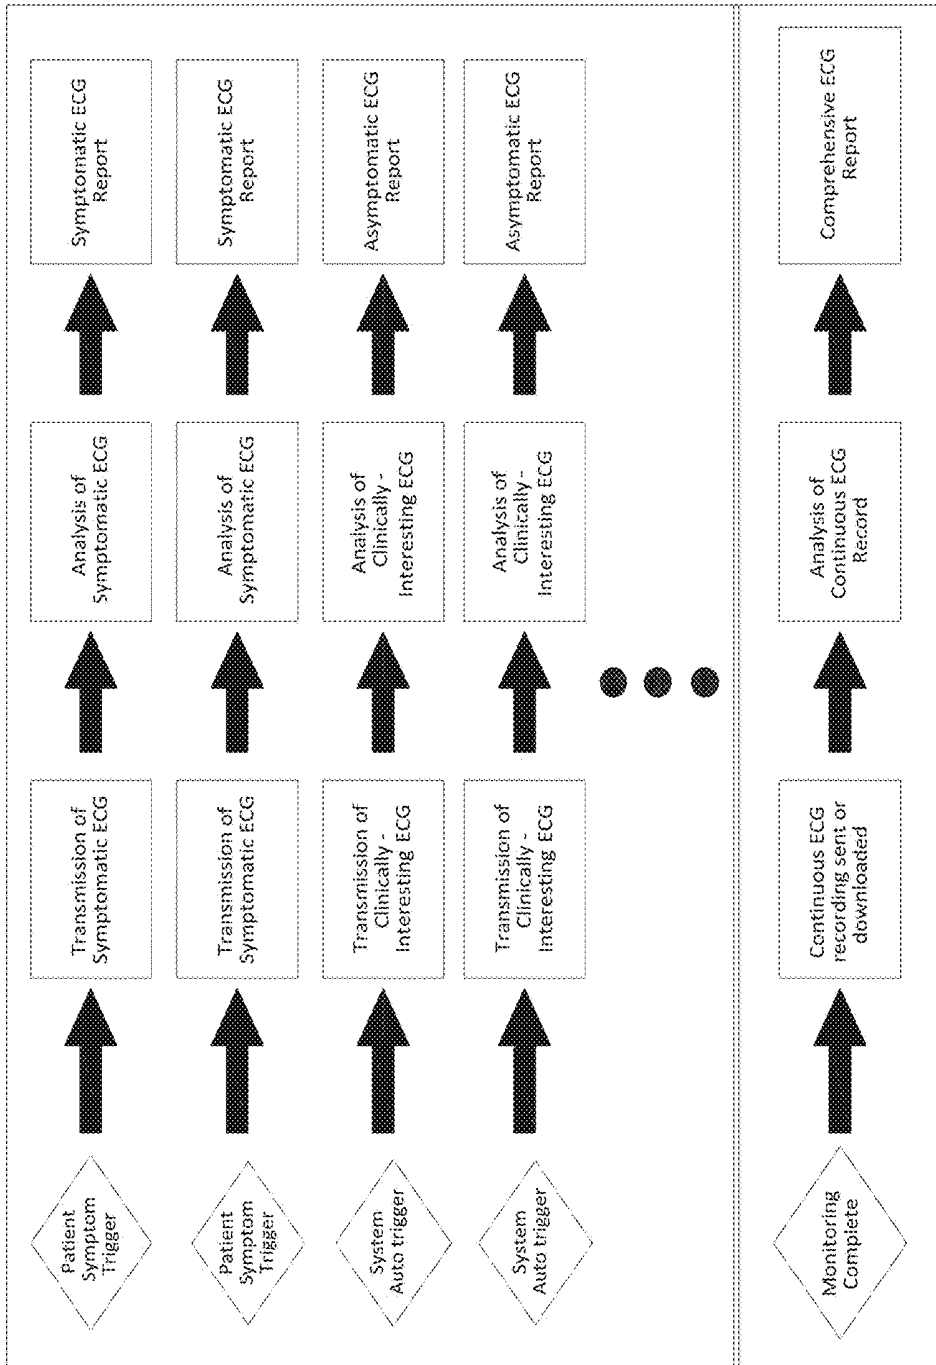 Patient
Symptom
Trigger
Transmission of
Symptomatic ECG
Analysis of
Symptomatic ECG
Symptomatic ECG
Report
Patient
Symptom
Trigger
Transmission of
Symptomatic ECG
Analysis of
Symptomatic ECG
Symptomatic ECG
Report
System
Auto trigger
Transmission of
Clinically -
Interesting ECG
Analysis of
Clinically -
Interesting ECG
Asymptomatic ECG
Report
System
Auto trigger
Transmission of
Clinically -
Interesting ECG
Analysis of
Clinically -
Interesting ECG
Asymptomatic ECG
Report
Monitoring
Complete
Continuous ECG
recording sent or
downloaded
Analysis of
Continuous ECG
Record
Comprehensive ECG
Report